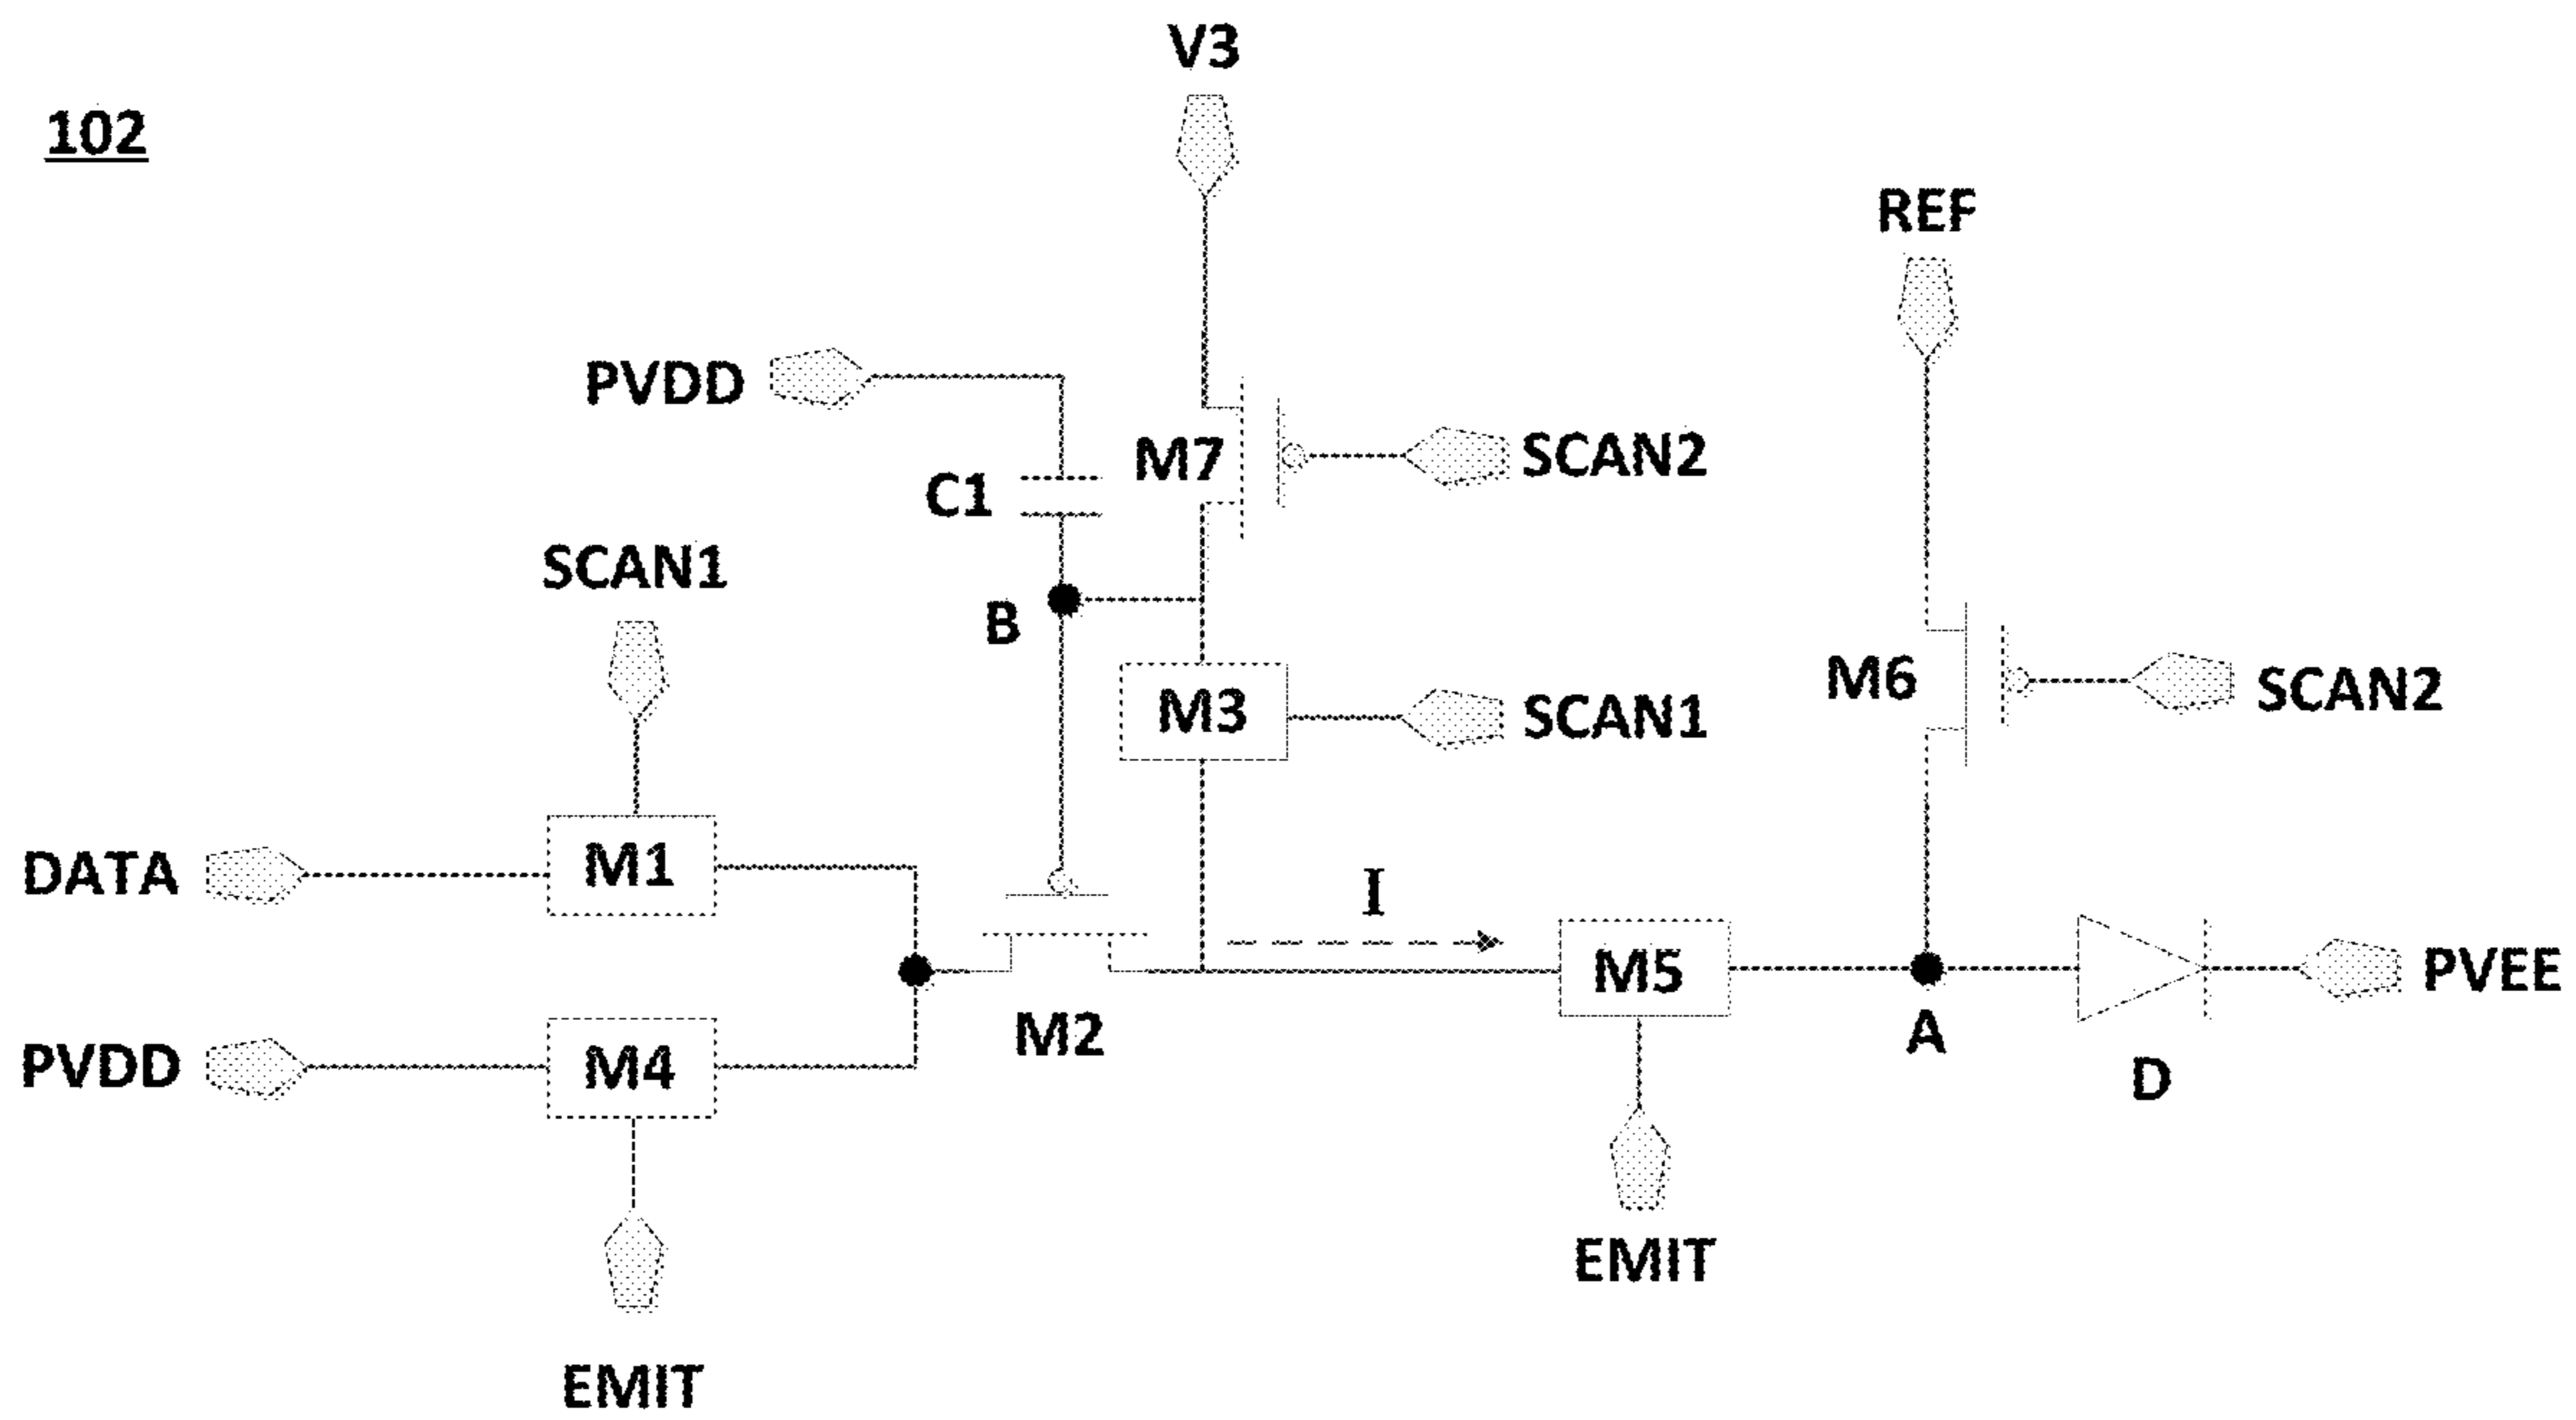 V3
102
REF
PVDD
M7
SCAN2
C1
SCAN1
B
M3
SCAN1
M6
SCAN2
DATA
M1
I
M5
PVEE
M2
A
PVDD
M4
D
EMIT
EMIT